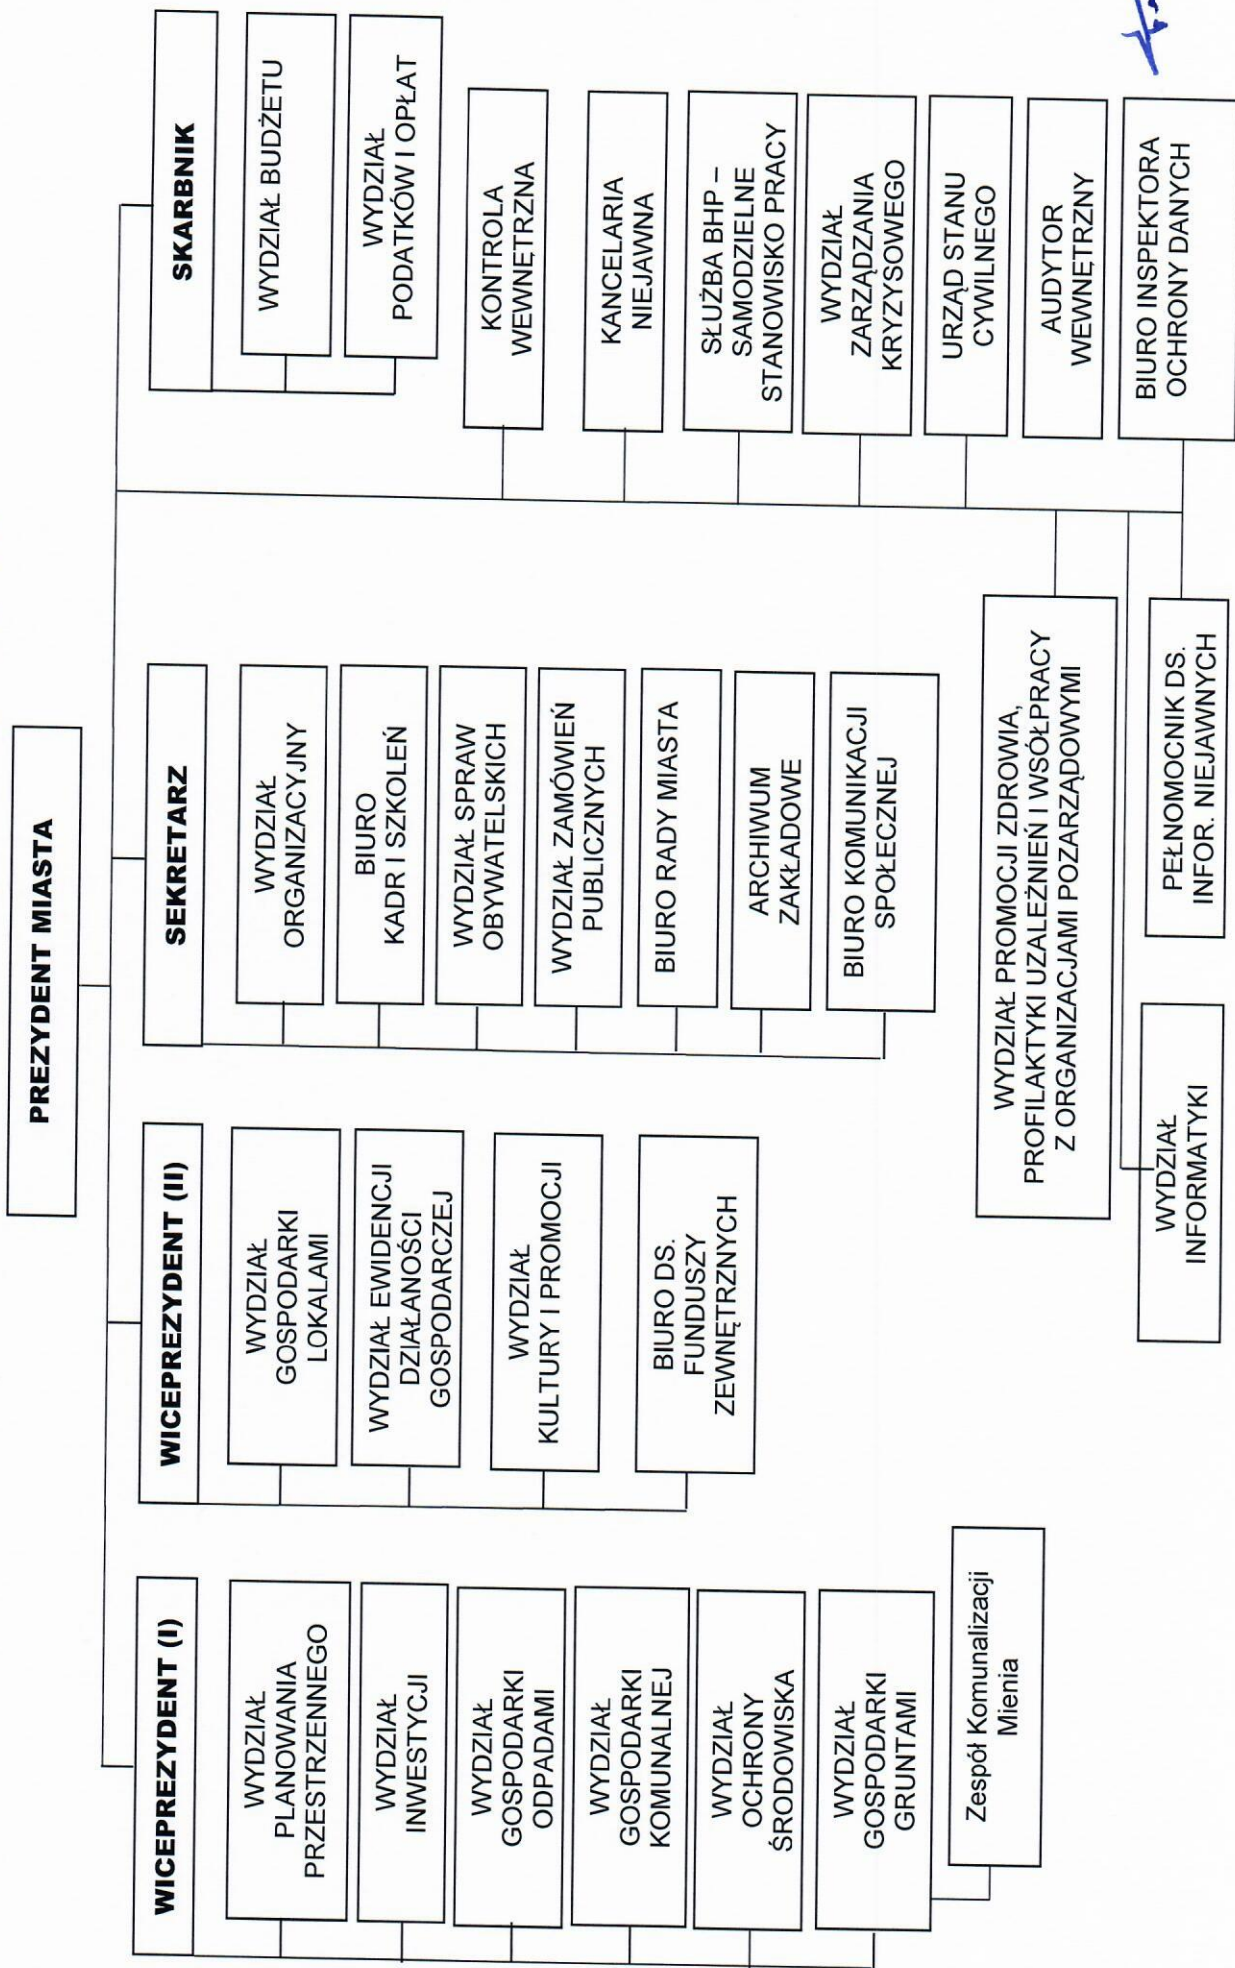 PREZYDENT MIASTA
WICEPREZYDENT (I)
WYDZIAŁ
PLANOWANIA
PRZESTRZENNEGO
WYDZIAŁ
INWESTYCJI
WYDZIAŁ
GOSPODARKI
ODPADAMI
WYDZIAŁ
GOSPODARKI
KOMUNALNEJ
WYDZIAŁ
OCHRONY
ŚRODOWISKA
WYDZIAŁ
GOSPODARKI
GRUNTAMI
Zespół Komunalizacji
Mienia
WICEPREZYDENT (II)
WYDZIAŁ
GOSPODARKI
LOKALAMI
WYDZIAŁ EWIDENCJI
DZIAŁANOŚCI
GOSPODARCZEJ
WYDZIAŁ
KULTURY I PROMOCJI
BIURO DS.
FUNDUSZY
ZEWNĘTRZNYCH
SEKRETARZ
WYDZIAŁ
ORGANIZACYJNY
BIURO
KADR I SZKOLEŃ
WYDZIAŁ SPRAW
OBYWATELSKICH
WYDZIAŁ ZAMÓWIEŃ
PUBLICZNYCH
BIURO RADY MIASTA
ARCHIWUM
ZAKŁADOWE
BIURO KOMUNIKACJI
SPOŁECZNEJ
SKARBNIK
WYDZIAŁ BUDŻETU
WYDZIAŁ
PODATKÓW I OPŁAT
KONTROLA
WEWNĘTRZNA
KANCELARIA
NIEJAWNA
SŁUŻBA BHP –
SAMODZIELNE
STANOWISKO PRACY
WYDZIAŁ
ZARZĄDZANIA
KRYZYSOWEGO
URZĄD STANU
CYWILNEGO
AUDYTOR
WEWNĘTRZNY
BIURO INSPEKTORA
OCHRONY DANYCH
WYDZIAŁ PROMOCJI ZDROWIA,
PROFILAKTYKI UZALEŻNIEŃ I WSÓŁPRACY
Z ORGANIZACJAMI POZARZĄDOWYMI
PEŁNOMOCNIK DS.
INFOR. NIEJAWNYCH
WYDZIAŁ
INFORMATYKI